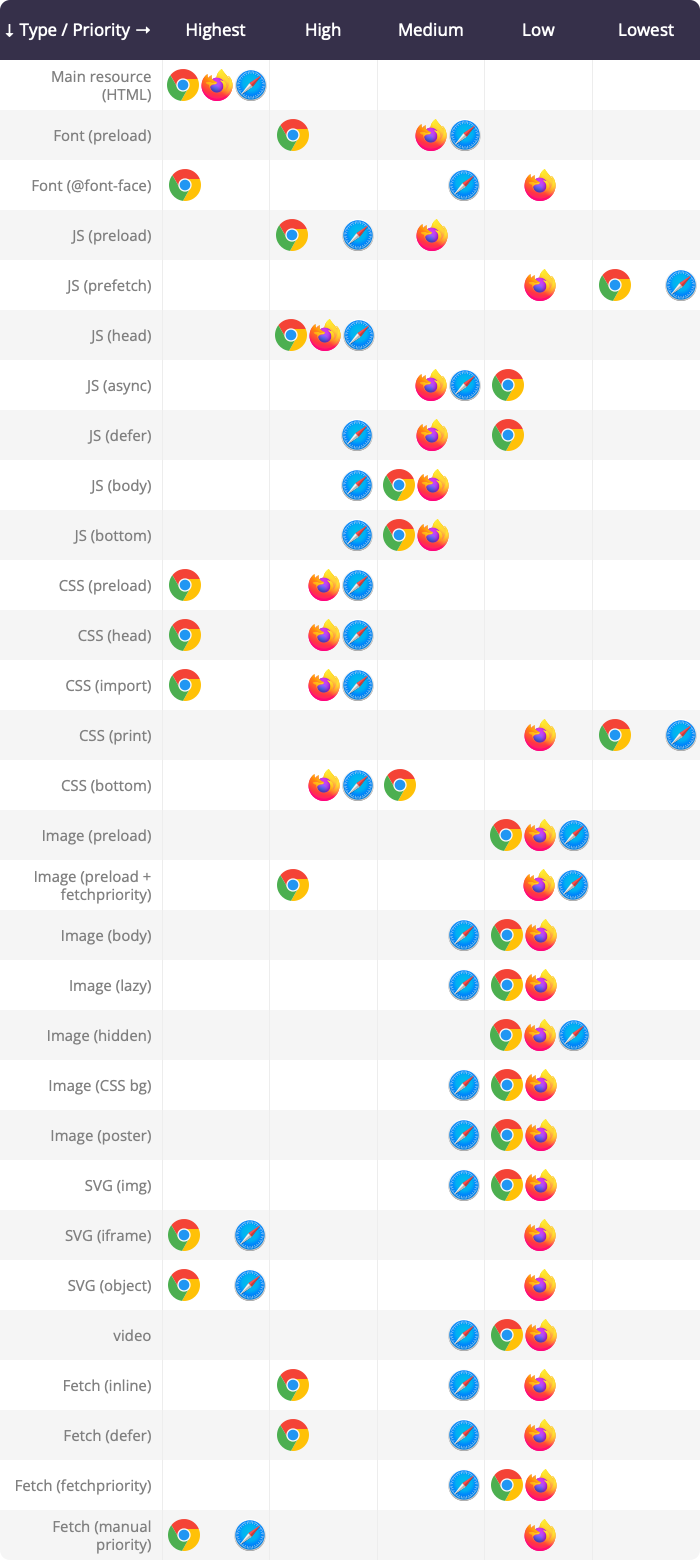 ↓ Type / Priority → Highest High Medium Low Lowest
Main resource
(HTML)
Font (preload)
Font (@font-face)
JS (preload)
JS (prefetch)
JS (head)
JS (async)
JS (defer)
JS (body)
JS (bottom)
CSS (preload)
CSS (head)
CSS (import)
CSS (print)
CSS (bottom)
Image (preload)
Image (preload +
fetchpriority)
Image (body)
Image (lazy)
Image (hidden)
Image (CSS bg)
Image (poster)
SVG (img)
SVG (iframe)
SVG (object)
video
Fetch (inline)
Fetch (defer)
Fetch (fetchpriority)
Fetch (manual
priority)